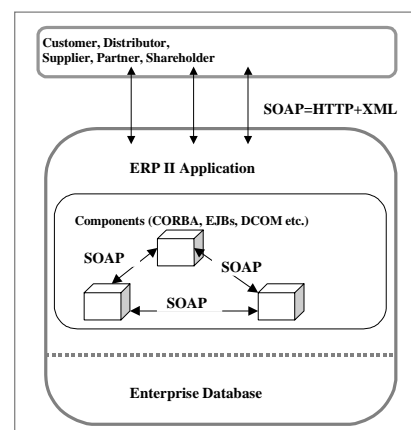 Customer, Distributor,
Supplier, Partner, Shareholder
SOAP=HTTP+XML
ERP II Application
Components (CORBA, EJBs, DCOM etc.)
SOAP
SOAP
SOAP
Enterprise Database